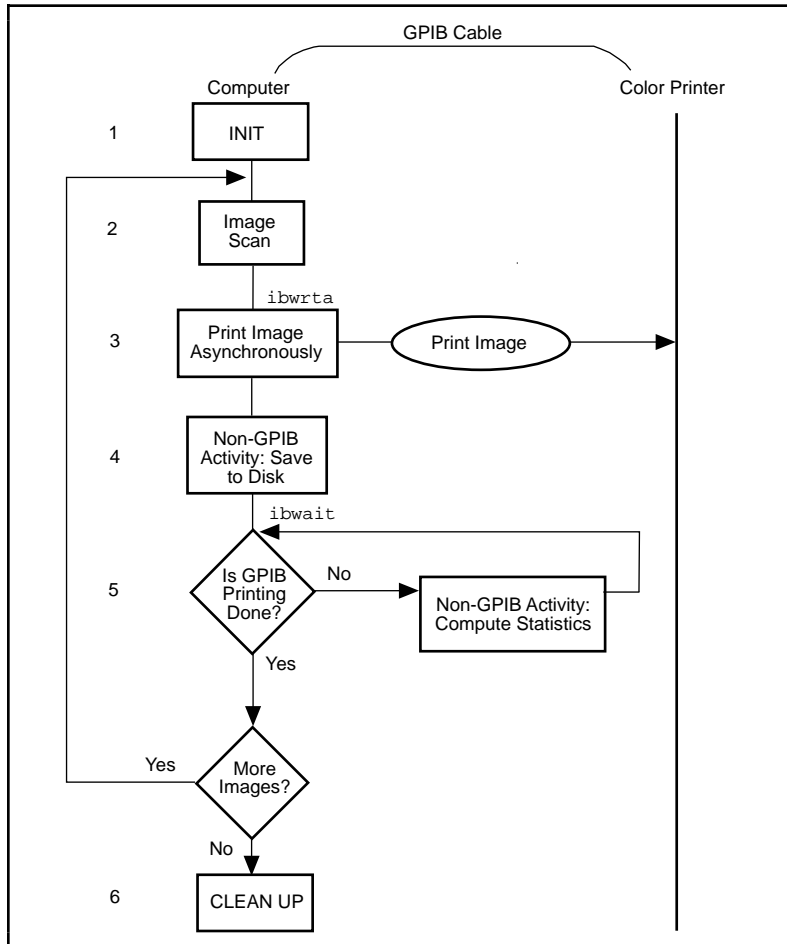 GPIB Cable
Computer
Color Printer
1
INIT
2
Image
Scan
ibwrta
3
Print Image
Asynchronously
Print Image
4
Non-GPIB
Activity: Save
to Disk
ibwait
5
Is GPIB
Printing
Done?
No
Non-GPIB Activity:
Compute Statistics
Yes
Yes
More
Images?
No
6
CLEAN UP